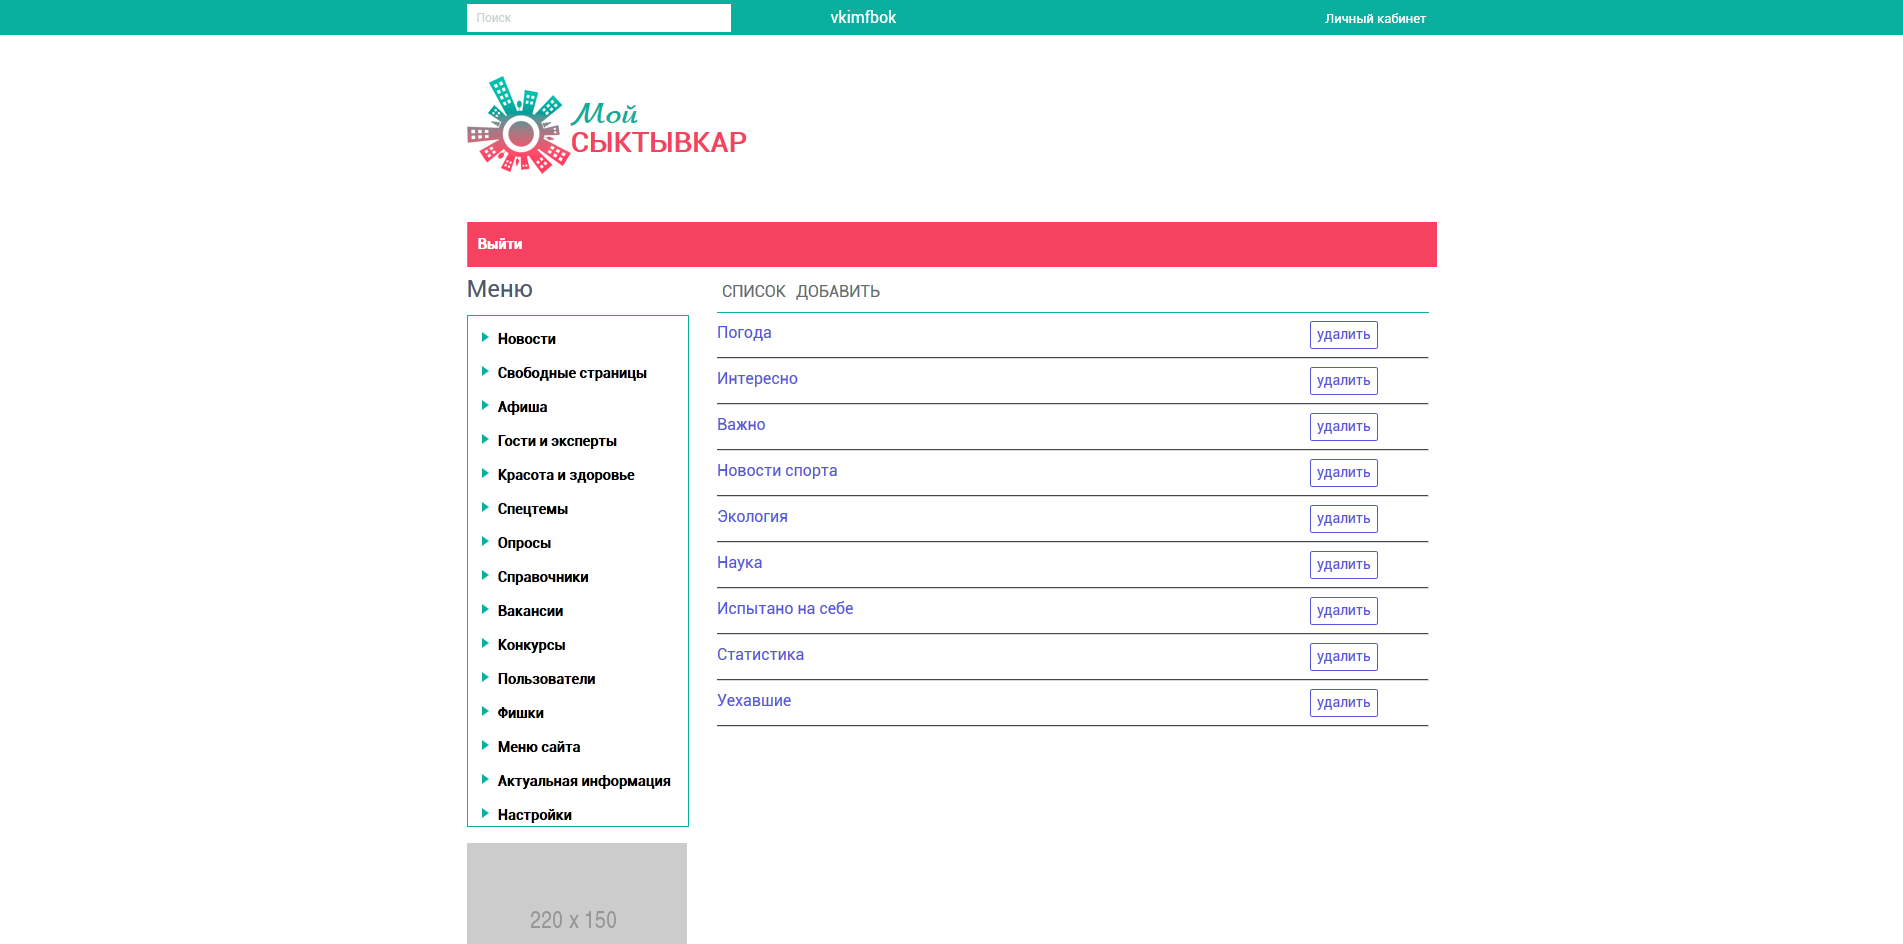 Поиск
vkimfbok
Личный кабинет
Мой
СЫКТЫВКАР
Выйти
Меню
Новости
Свободные страницы
Афиша
Гости и эксперты
Красота и здоровье
Спецтемы
Опросы
Справочники
Вакансии
Конкурсы
Пользователи
Фишки
Меню сайта
Актуальная информация
Настройки
220 x 150
СПИСОК ДОБАВИТЬ
Погода удалить
Интересно удалить
Важно удалить
Новости спорта удалить
Экология удалить
Наука удалить
Испытано на себе удалить
Статистика удалить
Уехавшие удалить